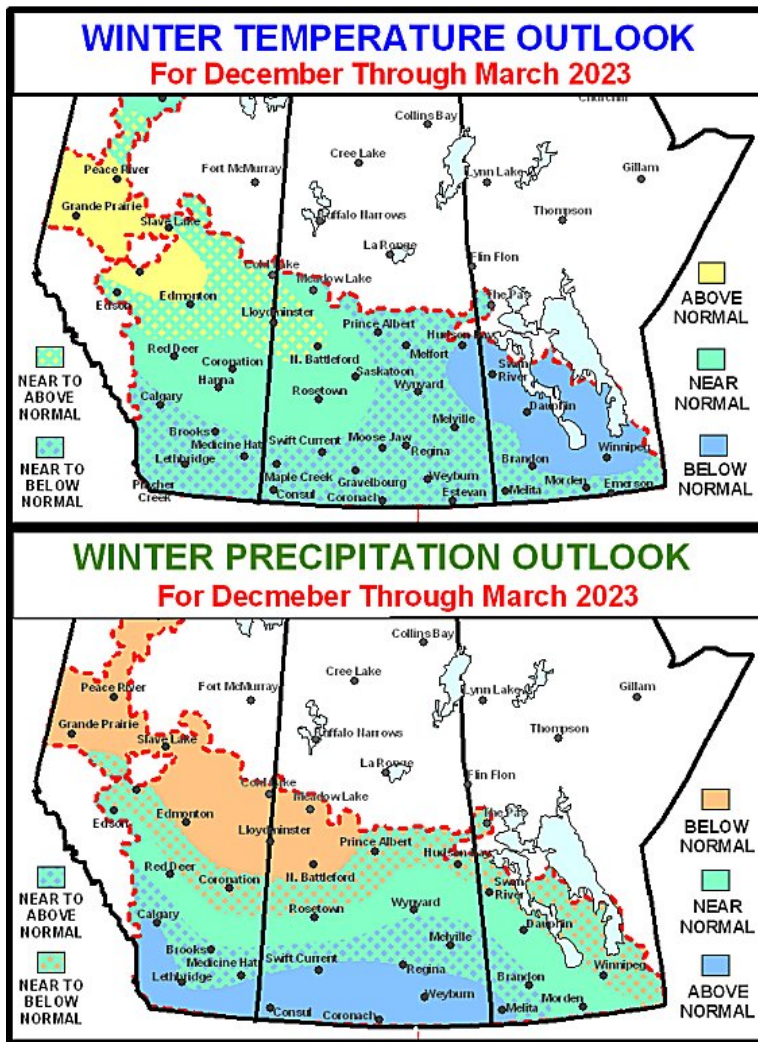 WINTER TEMPERATURE OUTLOOK
For December Through March 2023
Collins Bay
Peace River
Fort McMurray
Cree Lake
Lynn Lake
Gillam
Grande Prairie
Slave Lake
Thompson
La Ronge
Flin Flon
Cold Lake
Meadow Lake
The Pas
Edson
Edmonton
Lloydminster
Prince Albert
Hudson Bay
Red Deer
Coronation
N. Battleford
Melfort
Swan
River
Hanna
Saskatoon
Calgary
Rosetown
Wynyard
Dauphin
Brooks
Melville
Medicine Hat
Swift Current
Moose Jaw
Regina
Winnipeg
Lethbridge
Brandon
Pincher
Creek
Maple Creek
Gravelbourg
Weyburn
Morden
Emerson
Consul
Coronach
Estevan
Melita
NEAR TO
ABOVE
NORMAL
NEAR TO
BELOW
NORMAL
ABOVE
NORMAL
NEAR
NORMAL
BELOW
NORMAL
WINTER PRECIPITATION OUTLOOK
For Decmeber Through March 2023
Collins Bay
Peace River
Fort McMurray
Cree Lake
Lynn Lake
Gillam
Grande Prairie
Slave Lake
Thompson
La Ronge
Flin Flon
Cold Lake
Meadow Lake
The Pas
Edson
Edmonton
Lloydminster
Prince Albert
Hudson Bay
Red Deer
Coronation
N. Battleford
Swan
River
Calgary
Rosetown
Wynyard
Dauphin
Brooks
Melville
Medicine Hat
Swift Current
Regina
Winnipeg
Lethbridge
Brandon
Weyburn
Morden
Consul
Coronach
Melita
NEAR TO
ABOVE
NORMAL
NEAR TO
BELOW
NORMAL
BELOW
NORMAL
NEAR
NORMAL
ABOVE
NORMAL